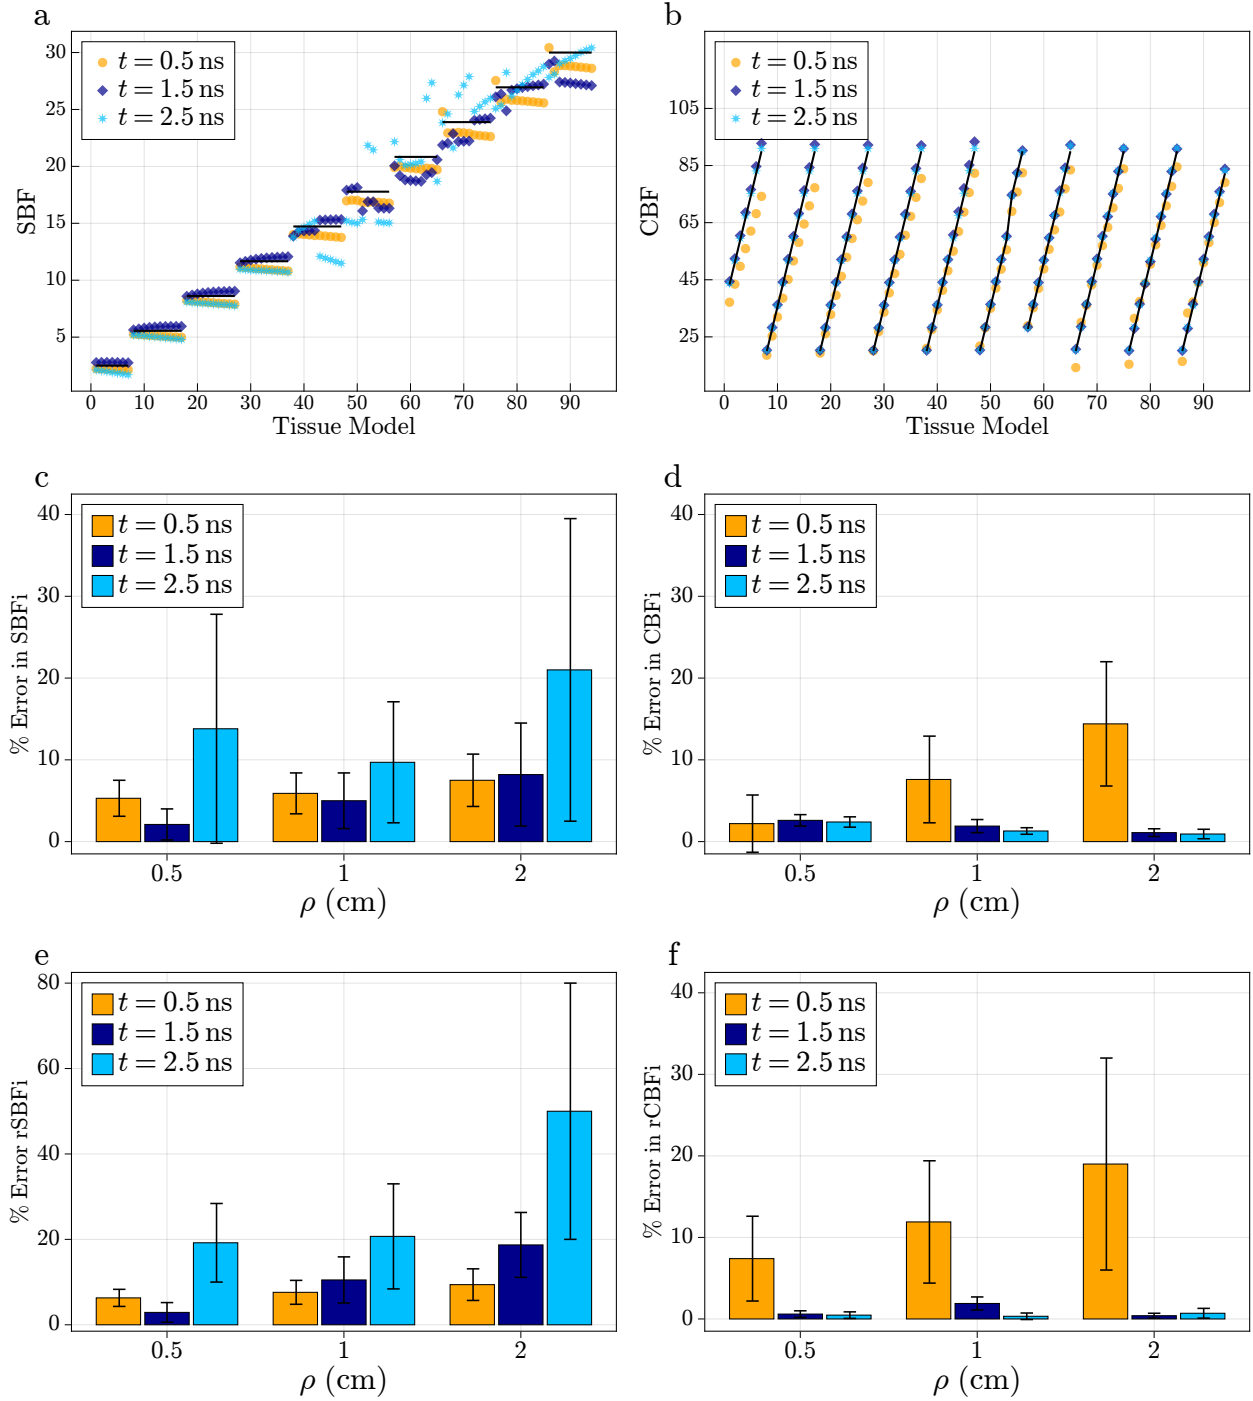 a
SBF
30
25
20
15
10
5
t = 0.5 ns
t = 1.5 ns
t = 2.5 ns
0 10 20 30 40 50 60 70 80 90
Tissue Model
b
CBF
105
85
65
45
25
t = 0.5 ns
t = 1.5 ns
t = 2.5 ns
0 10 20 30 40 50 60 70 80 90
Tissue Model
c
% Error in SBFi
40
30
20
10
0
t = 0.5 ns
t = 1.5 ns
t = 2.5 ns
0.5 1 2
ρ (cm)
d
% Error in CBFi
40
30
20
10
0
t = 0.5 ns
t = 1.5 ns
t = 2.5 ns
0.5 1 2
ρ (cm)
e
% Error rSBFi
80
60
40
20
0
t = 0.5 ns
t = 1.5 ns
t = 2.5 ns
0.5 1 2
ρ (cm)
f
% Error in rCBFi
40
30
20
10
0
t = 0.5 ns
t = 1.5 ns
t = 2.5 ns
0.5 1 2
ρ (cm)